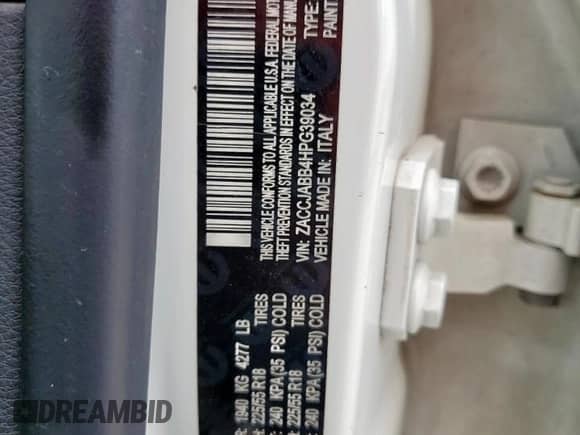 1940 KG 4277 LB
225/55 R18 TIRES
240 KPA(35 PSI) COLD
225/55 R18 TIRES
240 KPA(35 PSI) COLD
THIS VEHICLE CONFORMS TO ALL APPLICABLE U.S.A. FEDERAL MOT
THEFT PREVENTION STANDARDS IN EFFECT ON THE DATE OF MANU
VIN: ZACCJABB4HPG39034 TYPE:
VEHICLE MADE IN: ITALY PAINT
DREAMBID